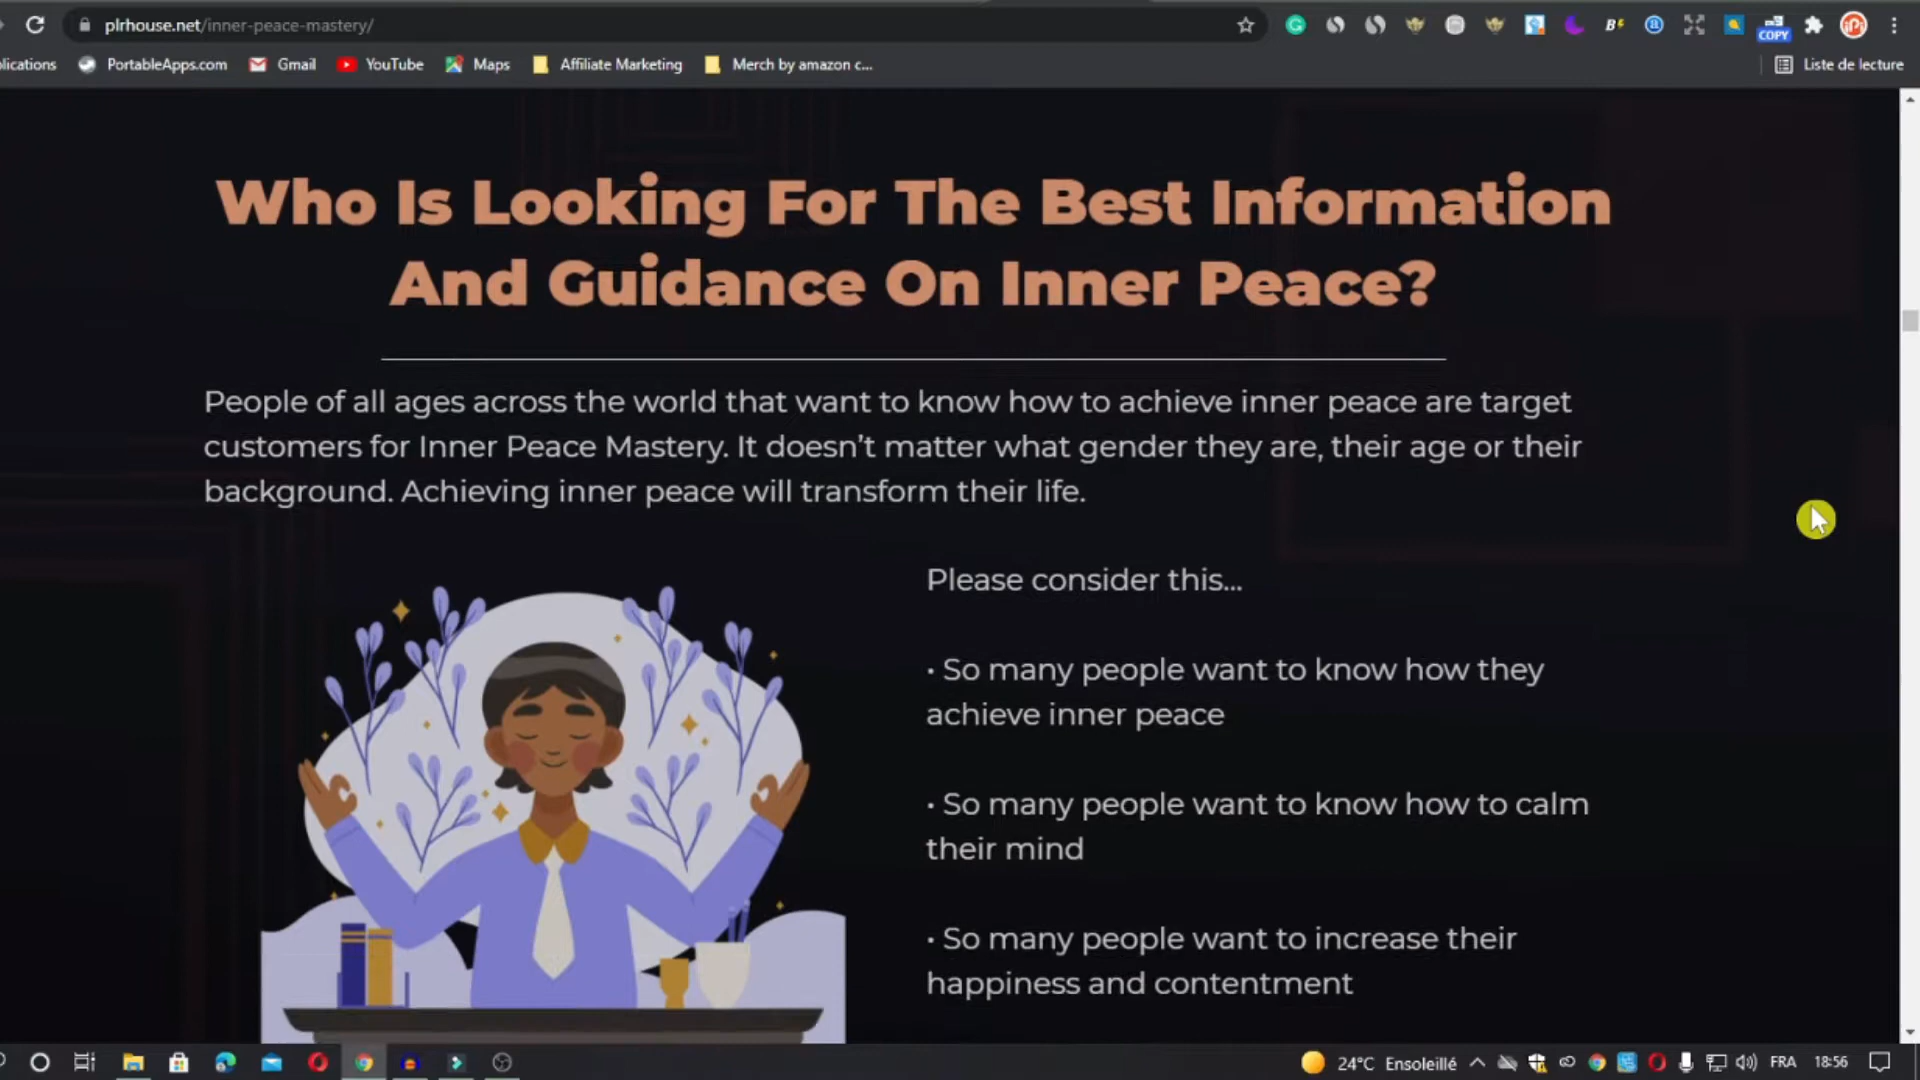 plrhouse.net/inner-peace-mastery/
COPY
lications
PortableApps.com
Gmail
YouTube
Maps
Affiliate Marketing
Merch by amazon c...
Liste de lecture
Who Is Looking For The Best Information
And Guidance On Inner Peace?
People of all ages across the world that want to know how to achieve inner peace are target
customers for Inner Peace Mastery. It doesn’t matter what gender they are, their age or their
background. Achieving inner peace will transform their life.
Please consider this...
• So many people want to know how they
achieve inner peace
• So many people want to know how to calm
their mind
• So many people want to increase their
happiness and contentment
24°C Ensoleillé
FRA
18:56